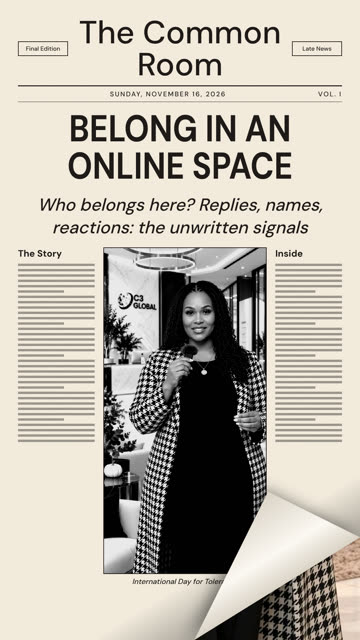 The Common
Room
Final Edition
Late News
SUNDAY, NOVEMBER 16, 2026
VOL. I
BELONG IN AN
ONLINE SPACE
Who belongs here? Replies, names,
reactions: the unwritten signals
The Story
Inside
C3
GLOBAL
International Day for Toler